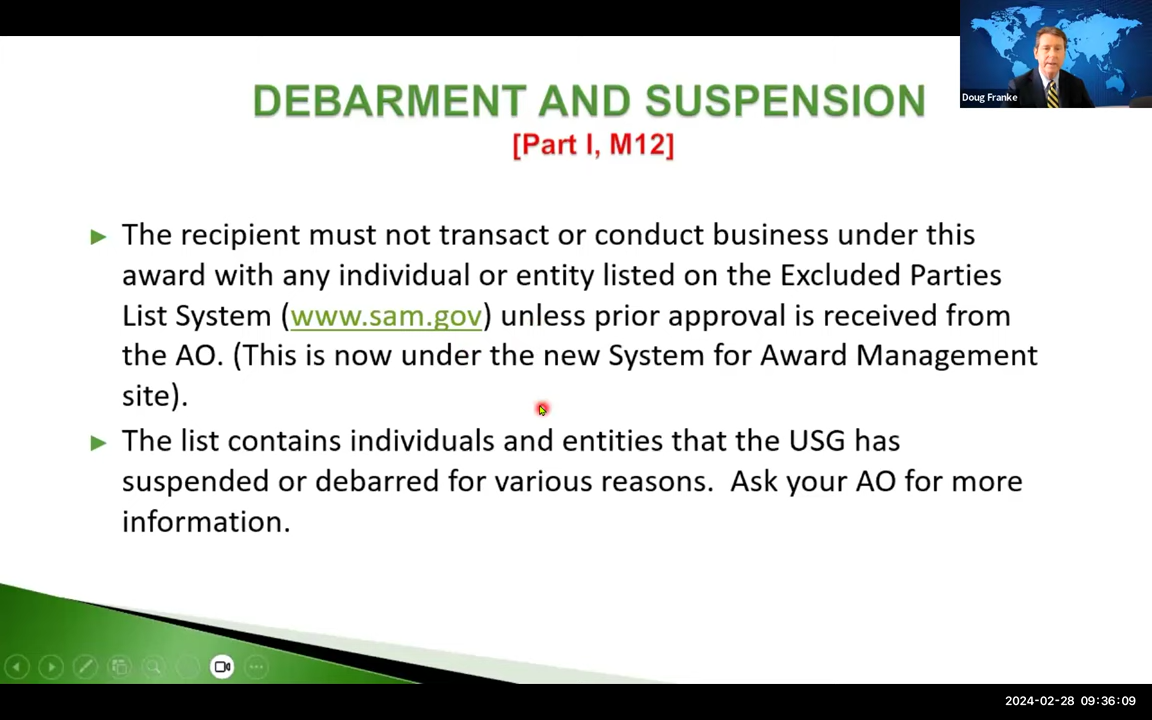 Doug Franke
DEBARMENT AND SUSPENSION
[Part I, M12]
The recipient must not transact or conduct business under this
award with any individual or entity listed on the Excluded Parties
List System (www.sam.gov) unless prior approval is received from
the AO. (This is now under the new System for Award Management
site).
The list contains individuals and entities that the USG has
suspended or debarred for various reasons.  Ask your AO for more
information.
2024-02-28 09:36:09